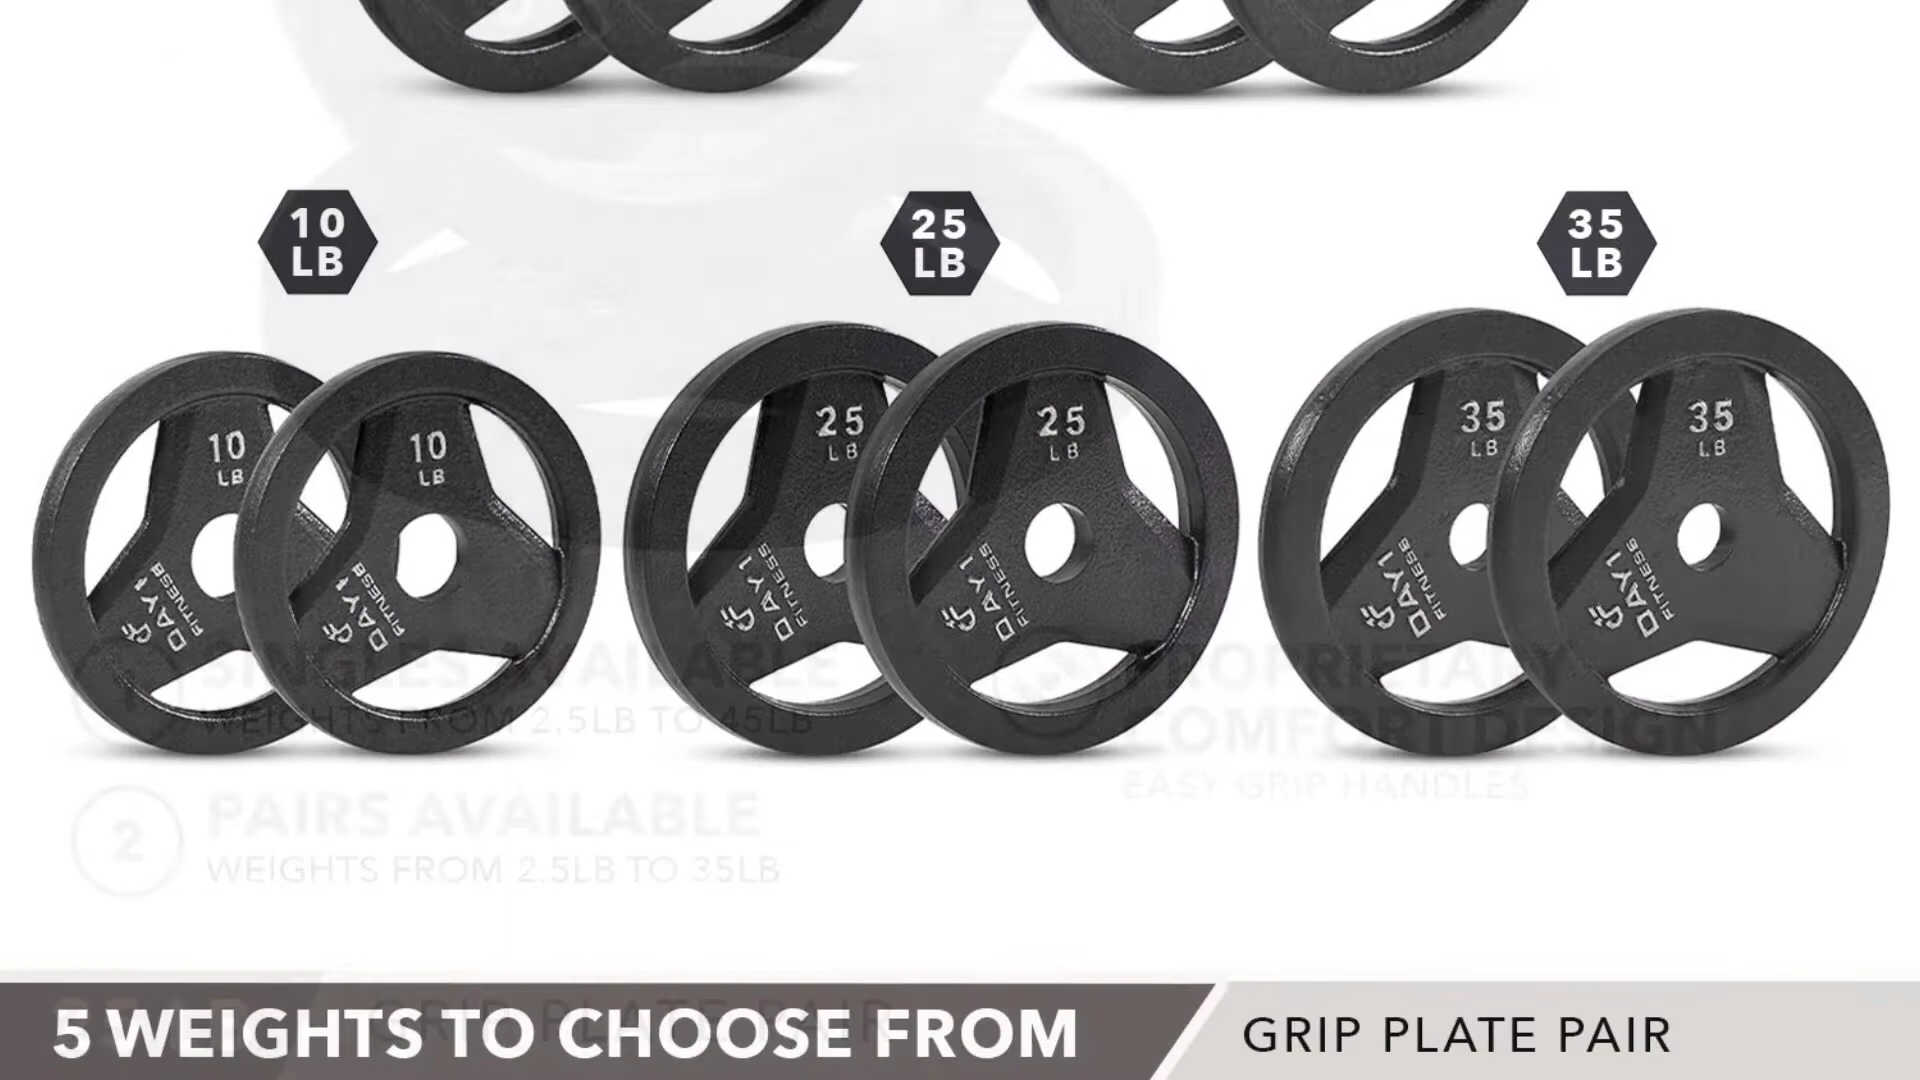 10
LB
25
LB
35
LB
10
LB
10
LB
25
LB
25
LB
35
LB
35
LB
DAY1
FITNESS
DAY1
FITNESS
DAY1
FITNESS
DAY1
FITNESS
DAY1
FITNESS
DAY1
FITNESS
SINGLES AVAILABLE
WEIGHTS FROM 2.5LB TO 45LB
PROPRIETARY
COMFORT DESIGN
EASY GRIP HANDLES
2
PAIRS AVAILABLE
WEIGHTS FROM 2.5LB TO 35LB
5 WEIGHTS TO CHOOSE FROM
GRIP PLATE PAIR
GRIP PLATE PAIR